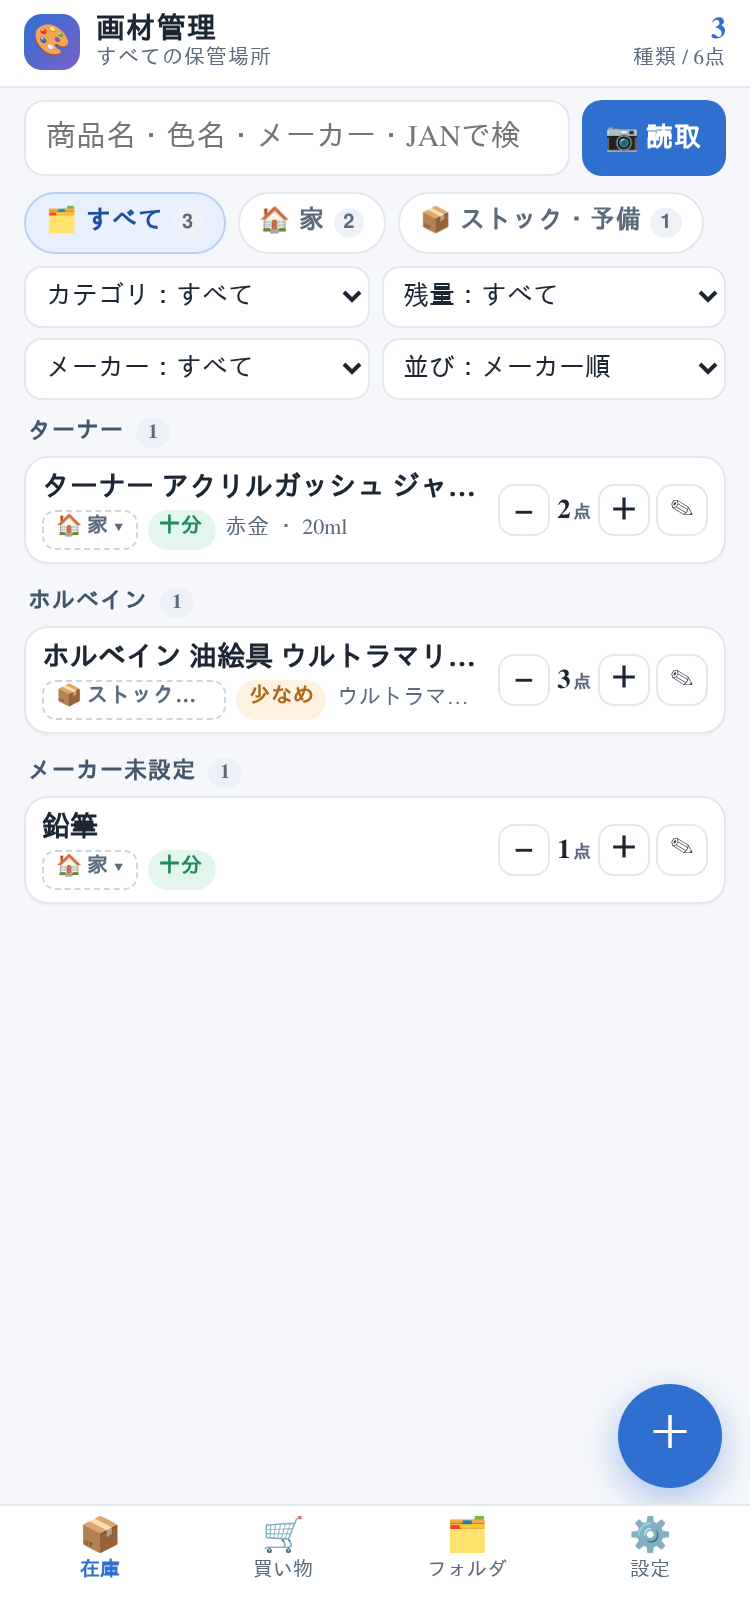 画材管理
すべての保管場所
3
種類 / 6点
商品名・色名・メーカー・JANで検
読取
すべて 3
家 2
ストック・予備 1
カテゴリ：すべて
残量：すべて
メーカー：すべて
並び：メーカー順
ターナー 1
ターナー アクリルガッシュ ジャ…
− 2点 ＋
家 ▾ 十分 赤金 ・ 20ml
ホルベイン 1
ホルベイン 油絵具 ウルトラマリ…
− 3点 ＋
ストック… 少なめ ウルトラマ…
メーカー未設定 1
鉛筆
− 1点 ＋
家 ▾ 十分
＋
在庫
買い物
フォルダ
設定